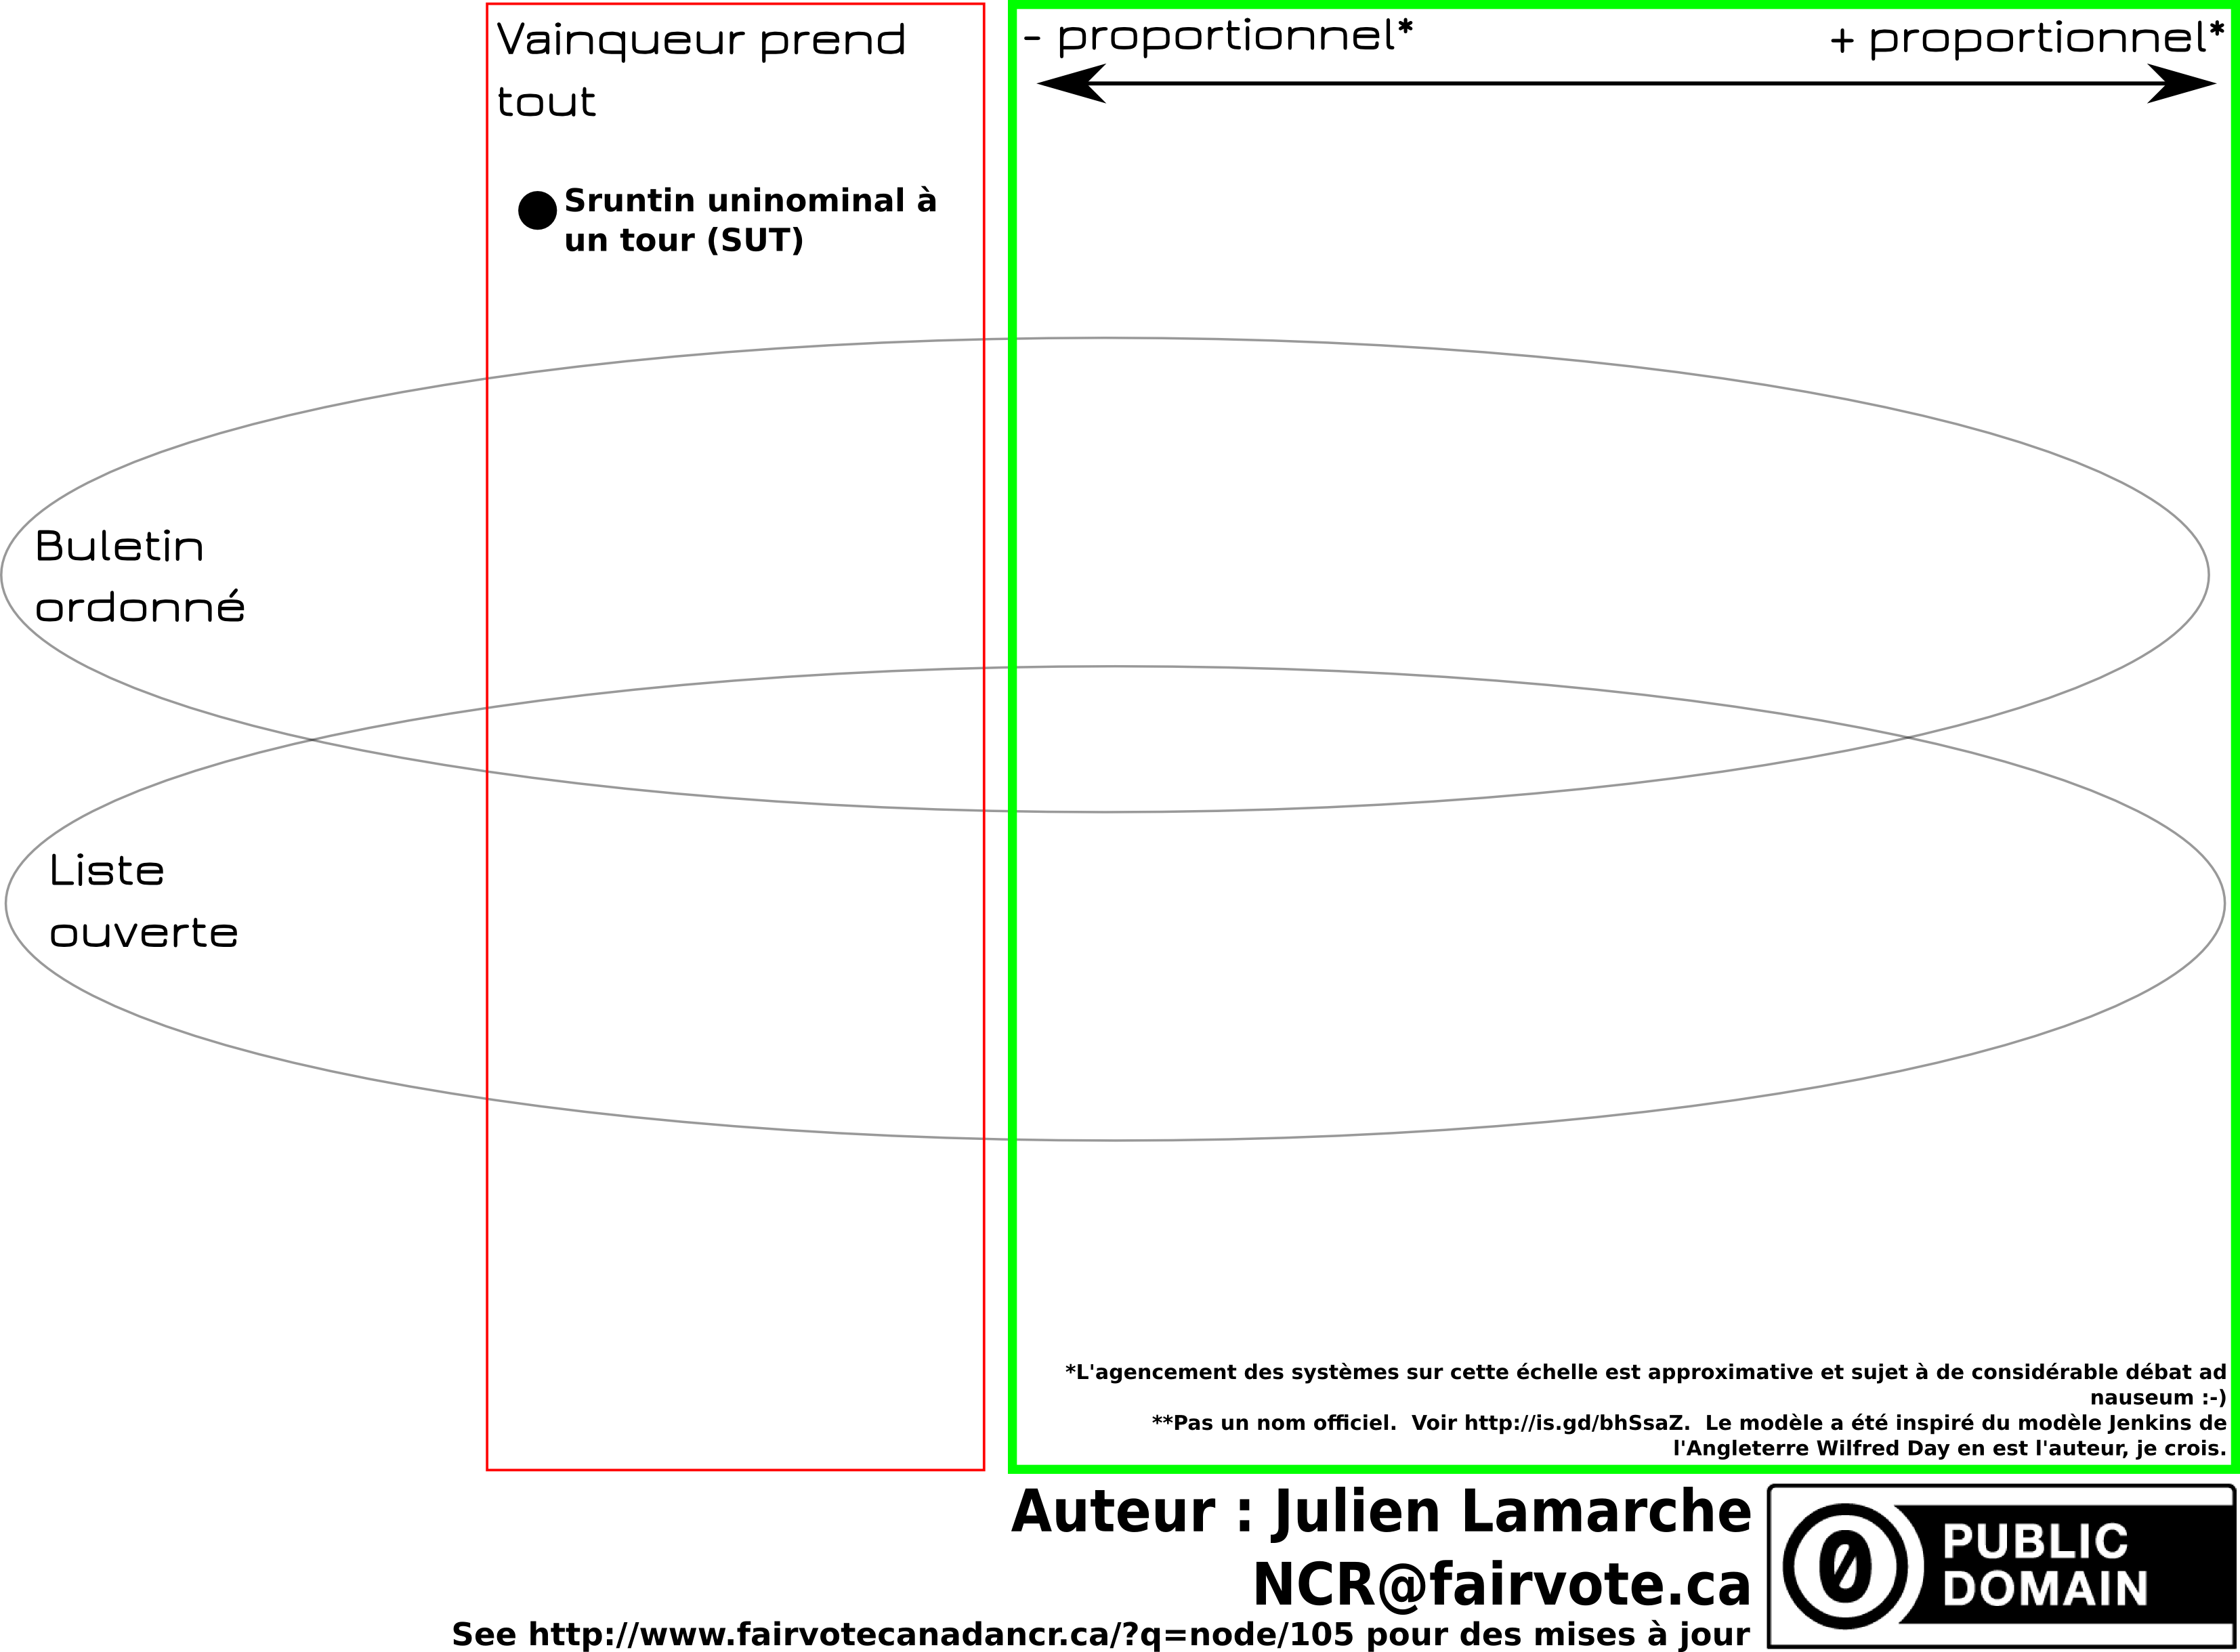 Vainqueur prend
tout
- proportionnel*
+ proportionnel*
Sruntin uninominal à
un tour (SUT)
Buletin
ordonné
Liste
ouverte
*L'agencement des systèmes sur cette échelle est approximative et sujet à de considérable débat ad
nauseum :-)
**Pas un nom officiel.  Voir http://is.gd/bhSsaZ.  Le modèle a été inspiré du modèle Jenkins de
l'Angleterre Wilfred Day en est l'auteur, je crois.
Auteur : Julien Lamarche
NCR@fairvote.ca
See http://www.fairvotecanadancr.ca/?q=node/105 pour des mises à jour
0
PUBLIC
DOMAIN